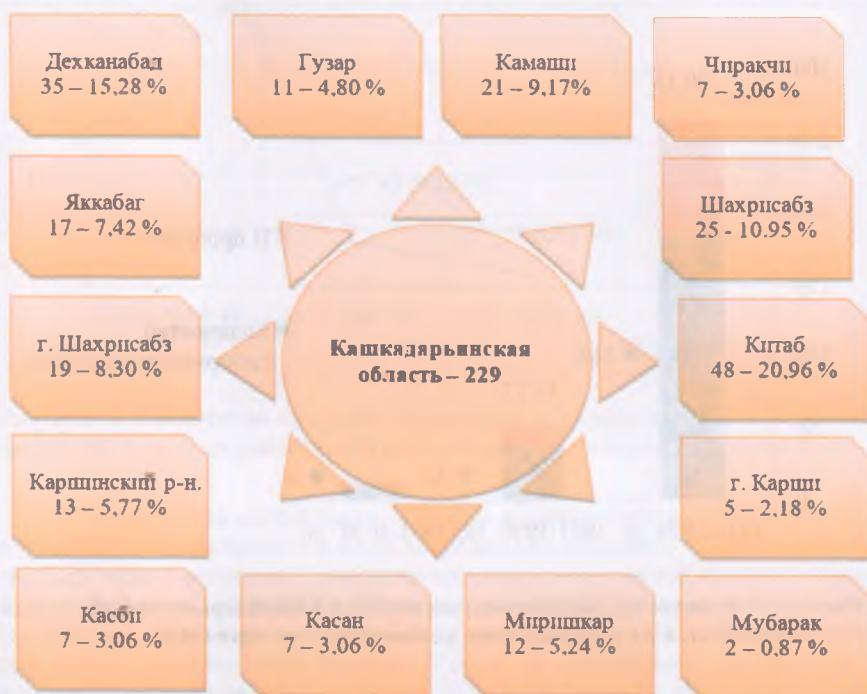 Дехканабад
35 – 15,28 %
Гузар
11 – 4,80 %
Камаши
21 – 9,17%
Чиракчи
7 – 3,06 %
Яккабаг
17 – 7,42 %
Шахрисабз
25 - 10.95 %
г. Шахрисабз
19 – 8,30 %
Кашкадарьинская
область – 229
Китаб
48 – 20,96 %
Каршинский р-н.
13 – 5,77 %
г. Карши
5 – 2,18 %
Касби
7 – 3,06 %
Касан
7 – 3,06 %
Миришкар
12 – 5,24 %
Мубарак
2 – 0,87 %